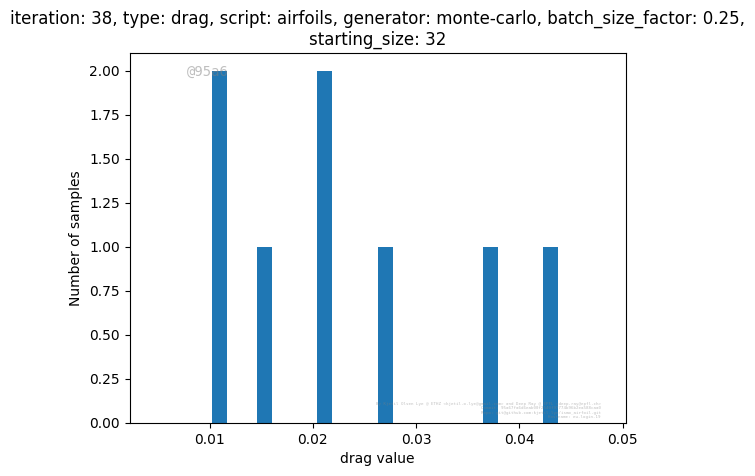 iteration: 38, type: drag, script: airfoils, generator: monte-carlo, batch_size_factor: 0.25,
starting_size: 32
@95a6
2.00
1.75
1.50
1.25
1.00
0.75
0.50
0.25
0.00
Number of samples
0.01
0.02
0.03
0.04
0.05
drag value